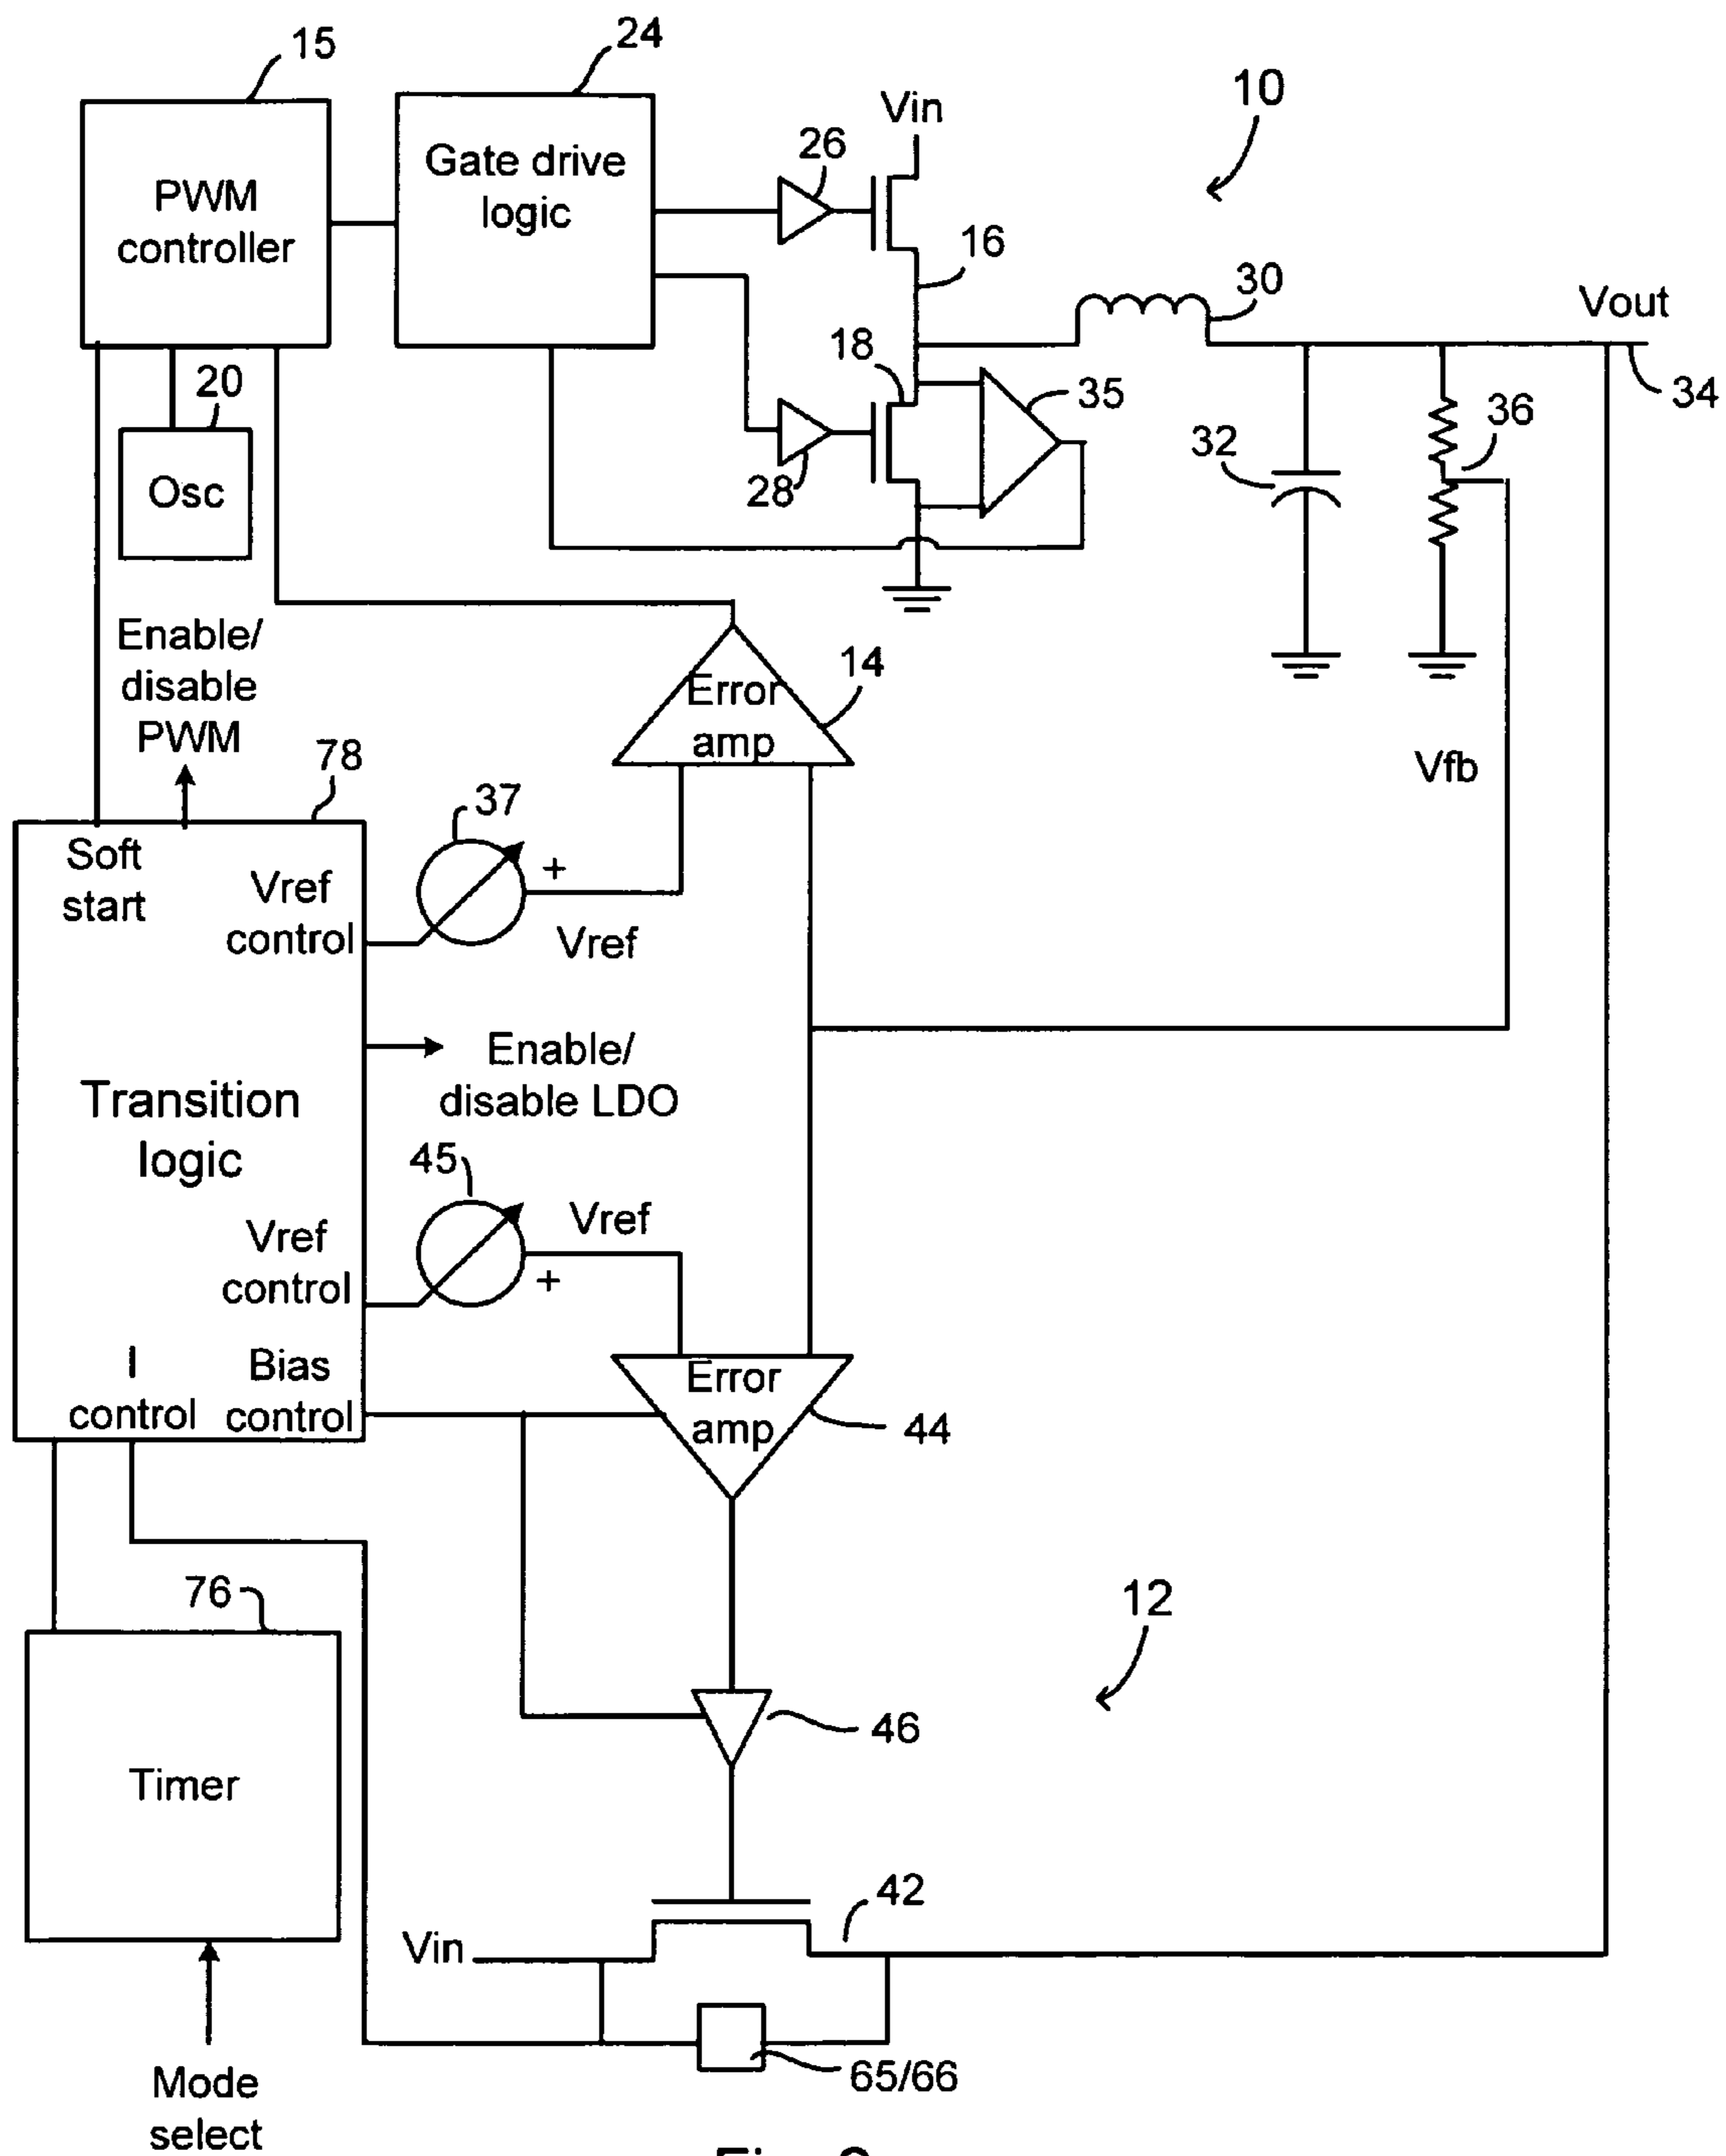 15
24
10
Vin
26
PWM
controller
Gate drive
logic
16
30
Vout
18
35
34
20
36
32
Osc
28
Enable/
disable
PWM
14
Error
amp
78
Vfb
37
Soft
start
+
Vref
control
Vref
Enable/
disable LDO
Transition
logic
45
Vref
Vref
control
+
I
control
Bias
control
Error
amp
44
76
12
46
Timer
42
Vin
65/66
Mode
select